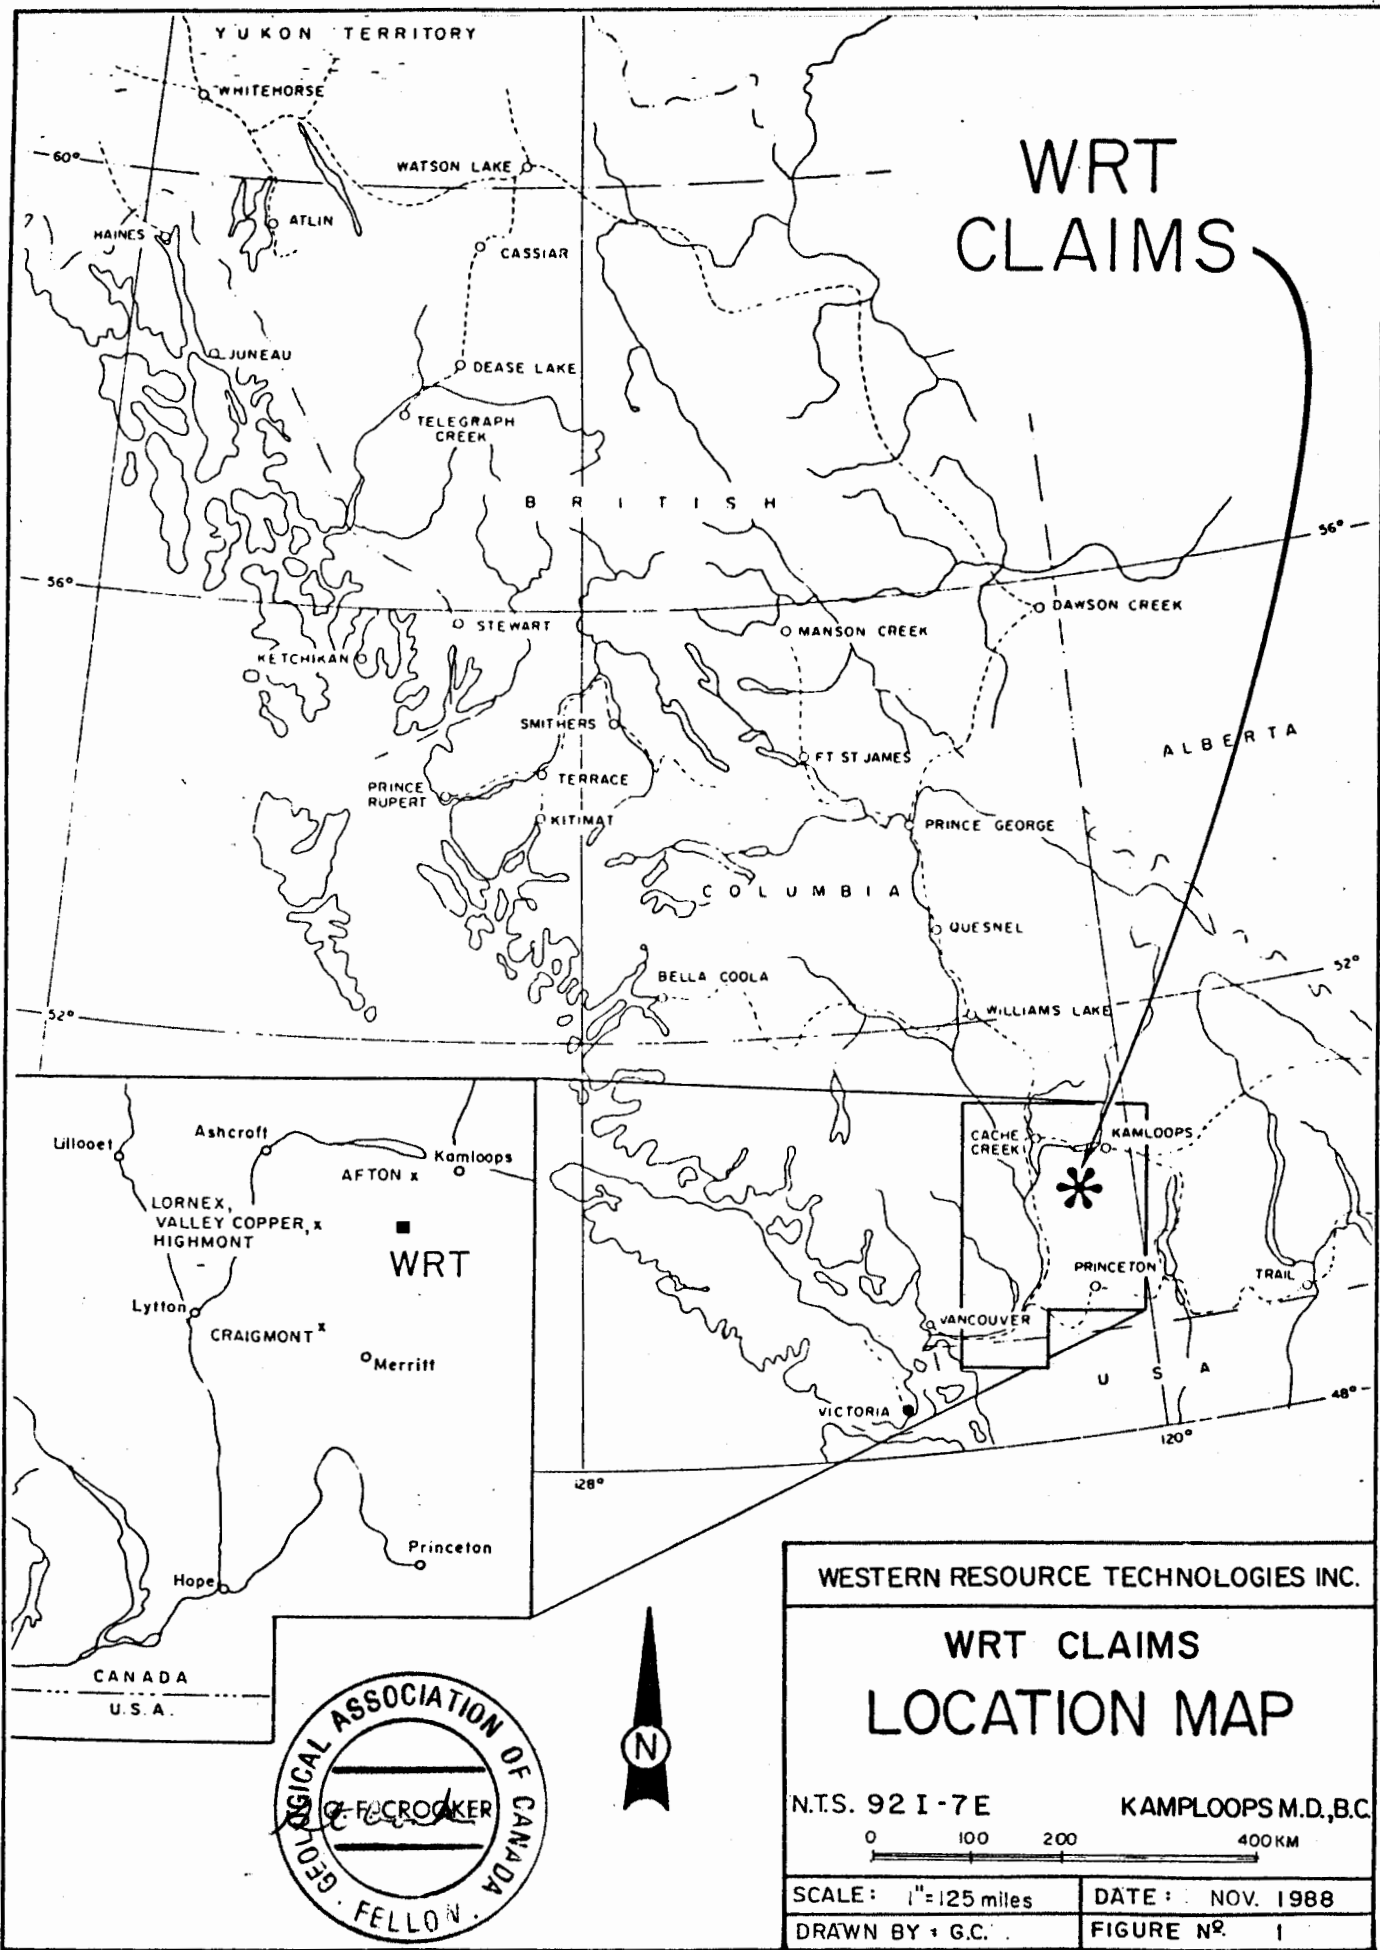 YUKON TERRITORY
WHITEHORSE
60°
WATSON LAKE
WRT
CLAIMS
HAINES
ATLIN
CASSIAR
JUNEAU
DEASE LAKE
TELEGRAPH
CREEK
BRITISH
56°
56°
DAWSON CREEK
STEWART
MANSON CREEK
KETCHIKAN
SMITHERS
ALBERTA
FT ST JAMES
TERRACE
PRINCE
RUPERT
KITIMAT
PRINCE GEORGE
COLUMBIA
QUESNEL
BELLA COOLA
52°
52°
WILLIAMS LAKE
CACHE
CREEK
KAMLOOPS
PRINCETON
TRAIL
VANCOUVER
U S A
VICTORIA
48°
120°
128°
Lillooet
Ashcroft
Kamloops
AFTON x
LORNEX,
VALLEY COPPER, x
HIGHMONT
WRT
Lytton
CRAIGMONT x
Merritt
Princeton
Hope
CANADA
U.S.A.
GEOLOGICAL ASSOCIATION OF CANADA
G. F. CROOKER
FELLOW
N
WESTERN RESOURCE TECHNOLOGIES INC.
WRT CLAIMS
LOCATION MAP
N.T.S. 92 I-7E KAMPLOOPS M.D.,B.C.
0 100 200 400 KM
SCALE: 1"=125 miles DATE: NOV. 1988
DRAWN BY: G.C. FIGURE Nº. 1